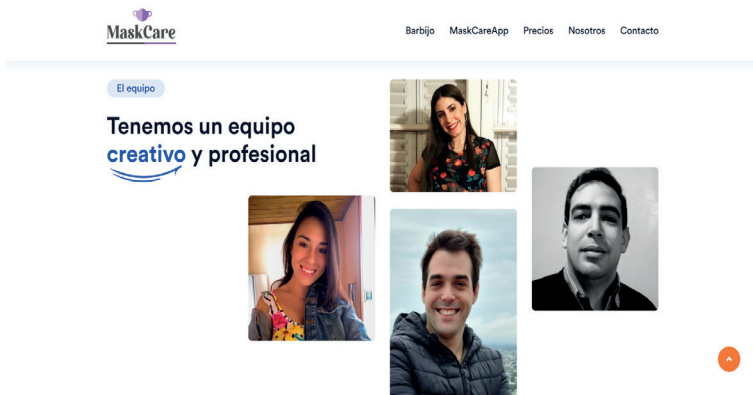 MaskCare
Barbijo MaskCareApp Precios Nosotros Contacto
El equipo
Tenemos un equipo
creativo y profesional